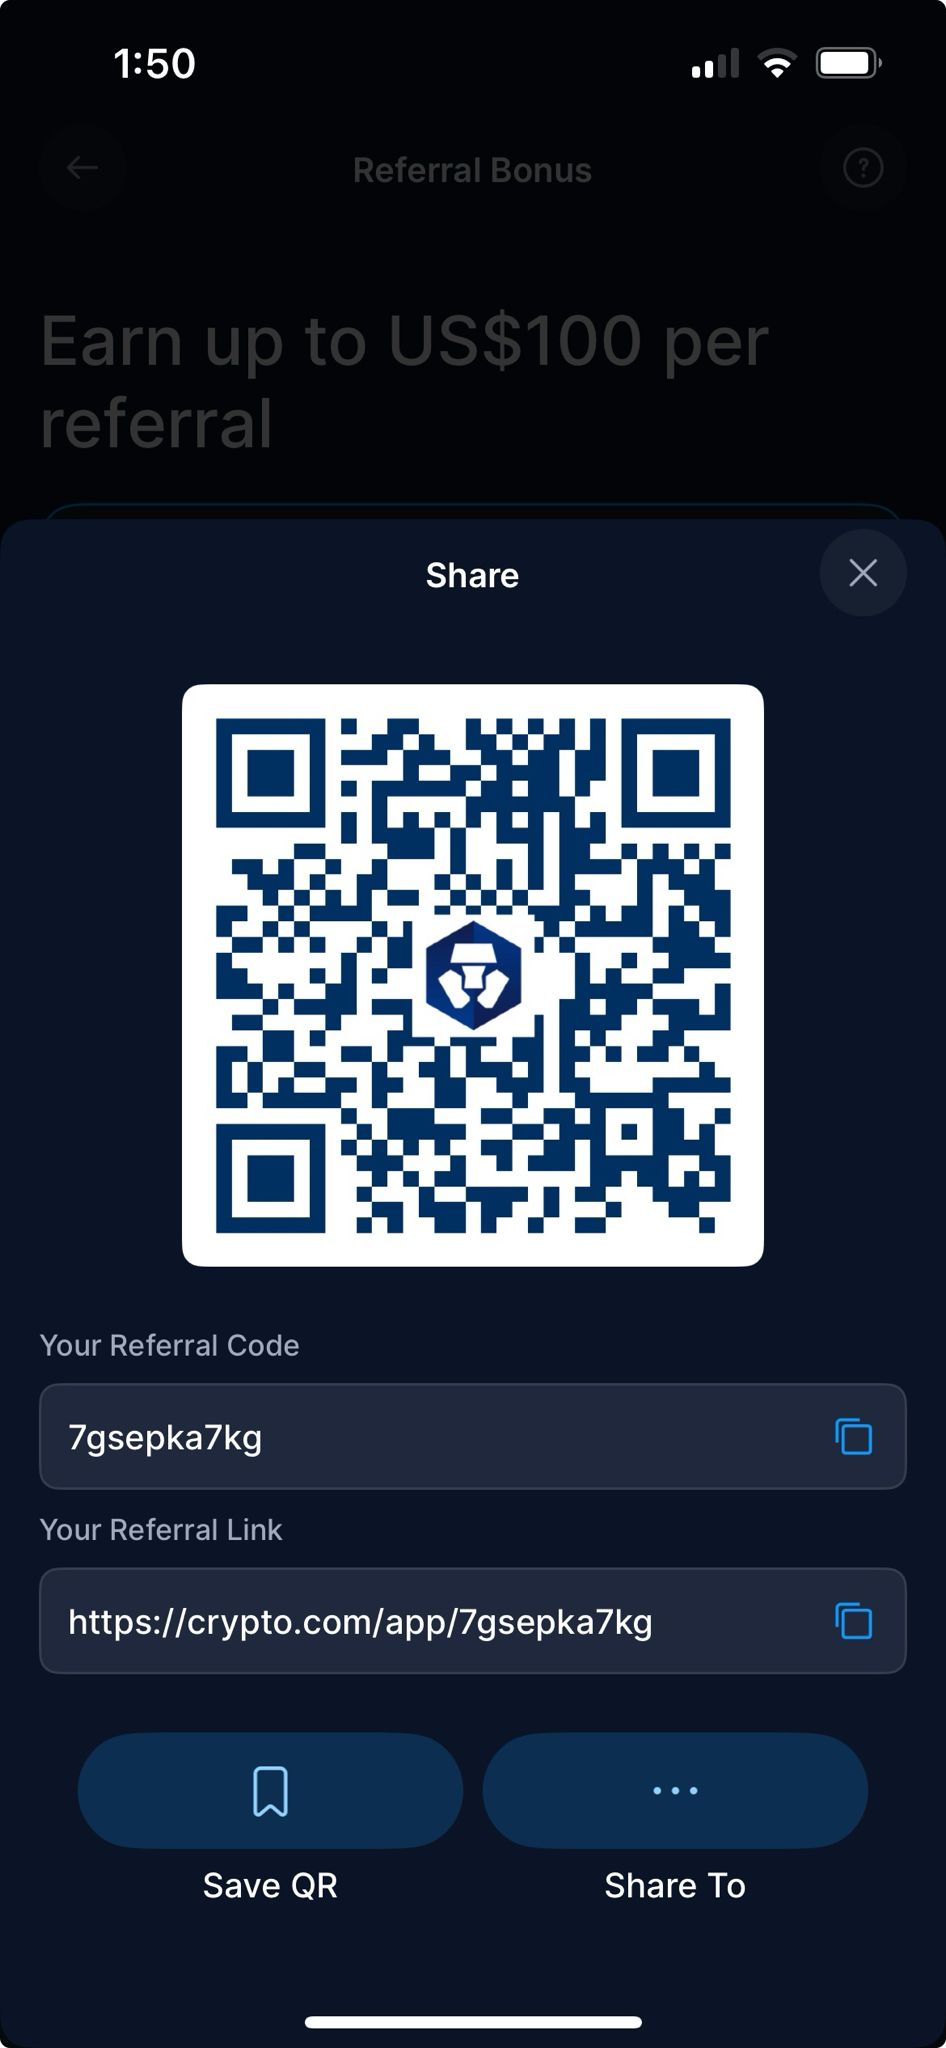 1:50
Referral Bonus
Earn up to US$100 per
referral
Share
Your Referral Code
7gsepka7kg
Your Referral Link
https://crypto.com/app/7gsepka7kg
Save QR
Share To